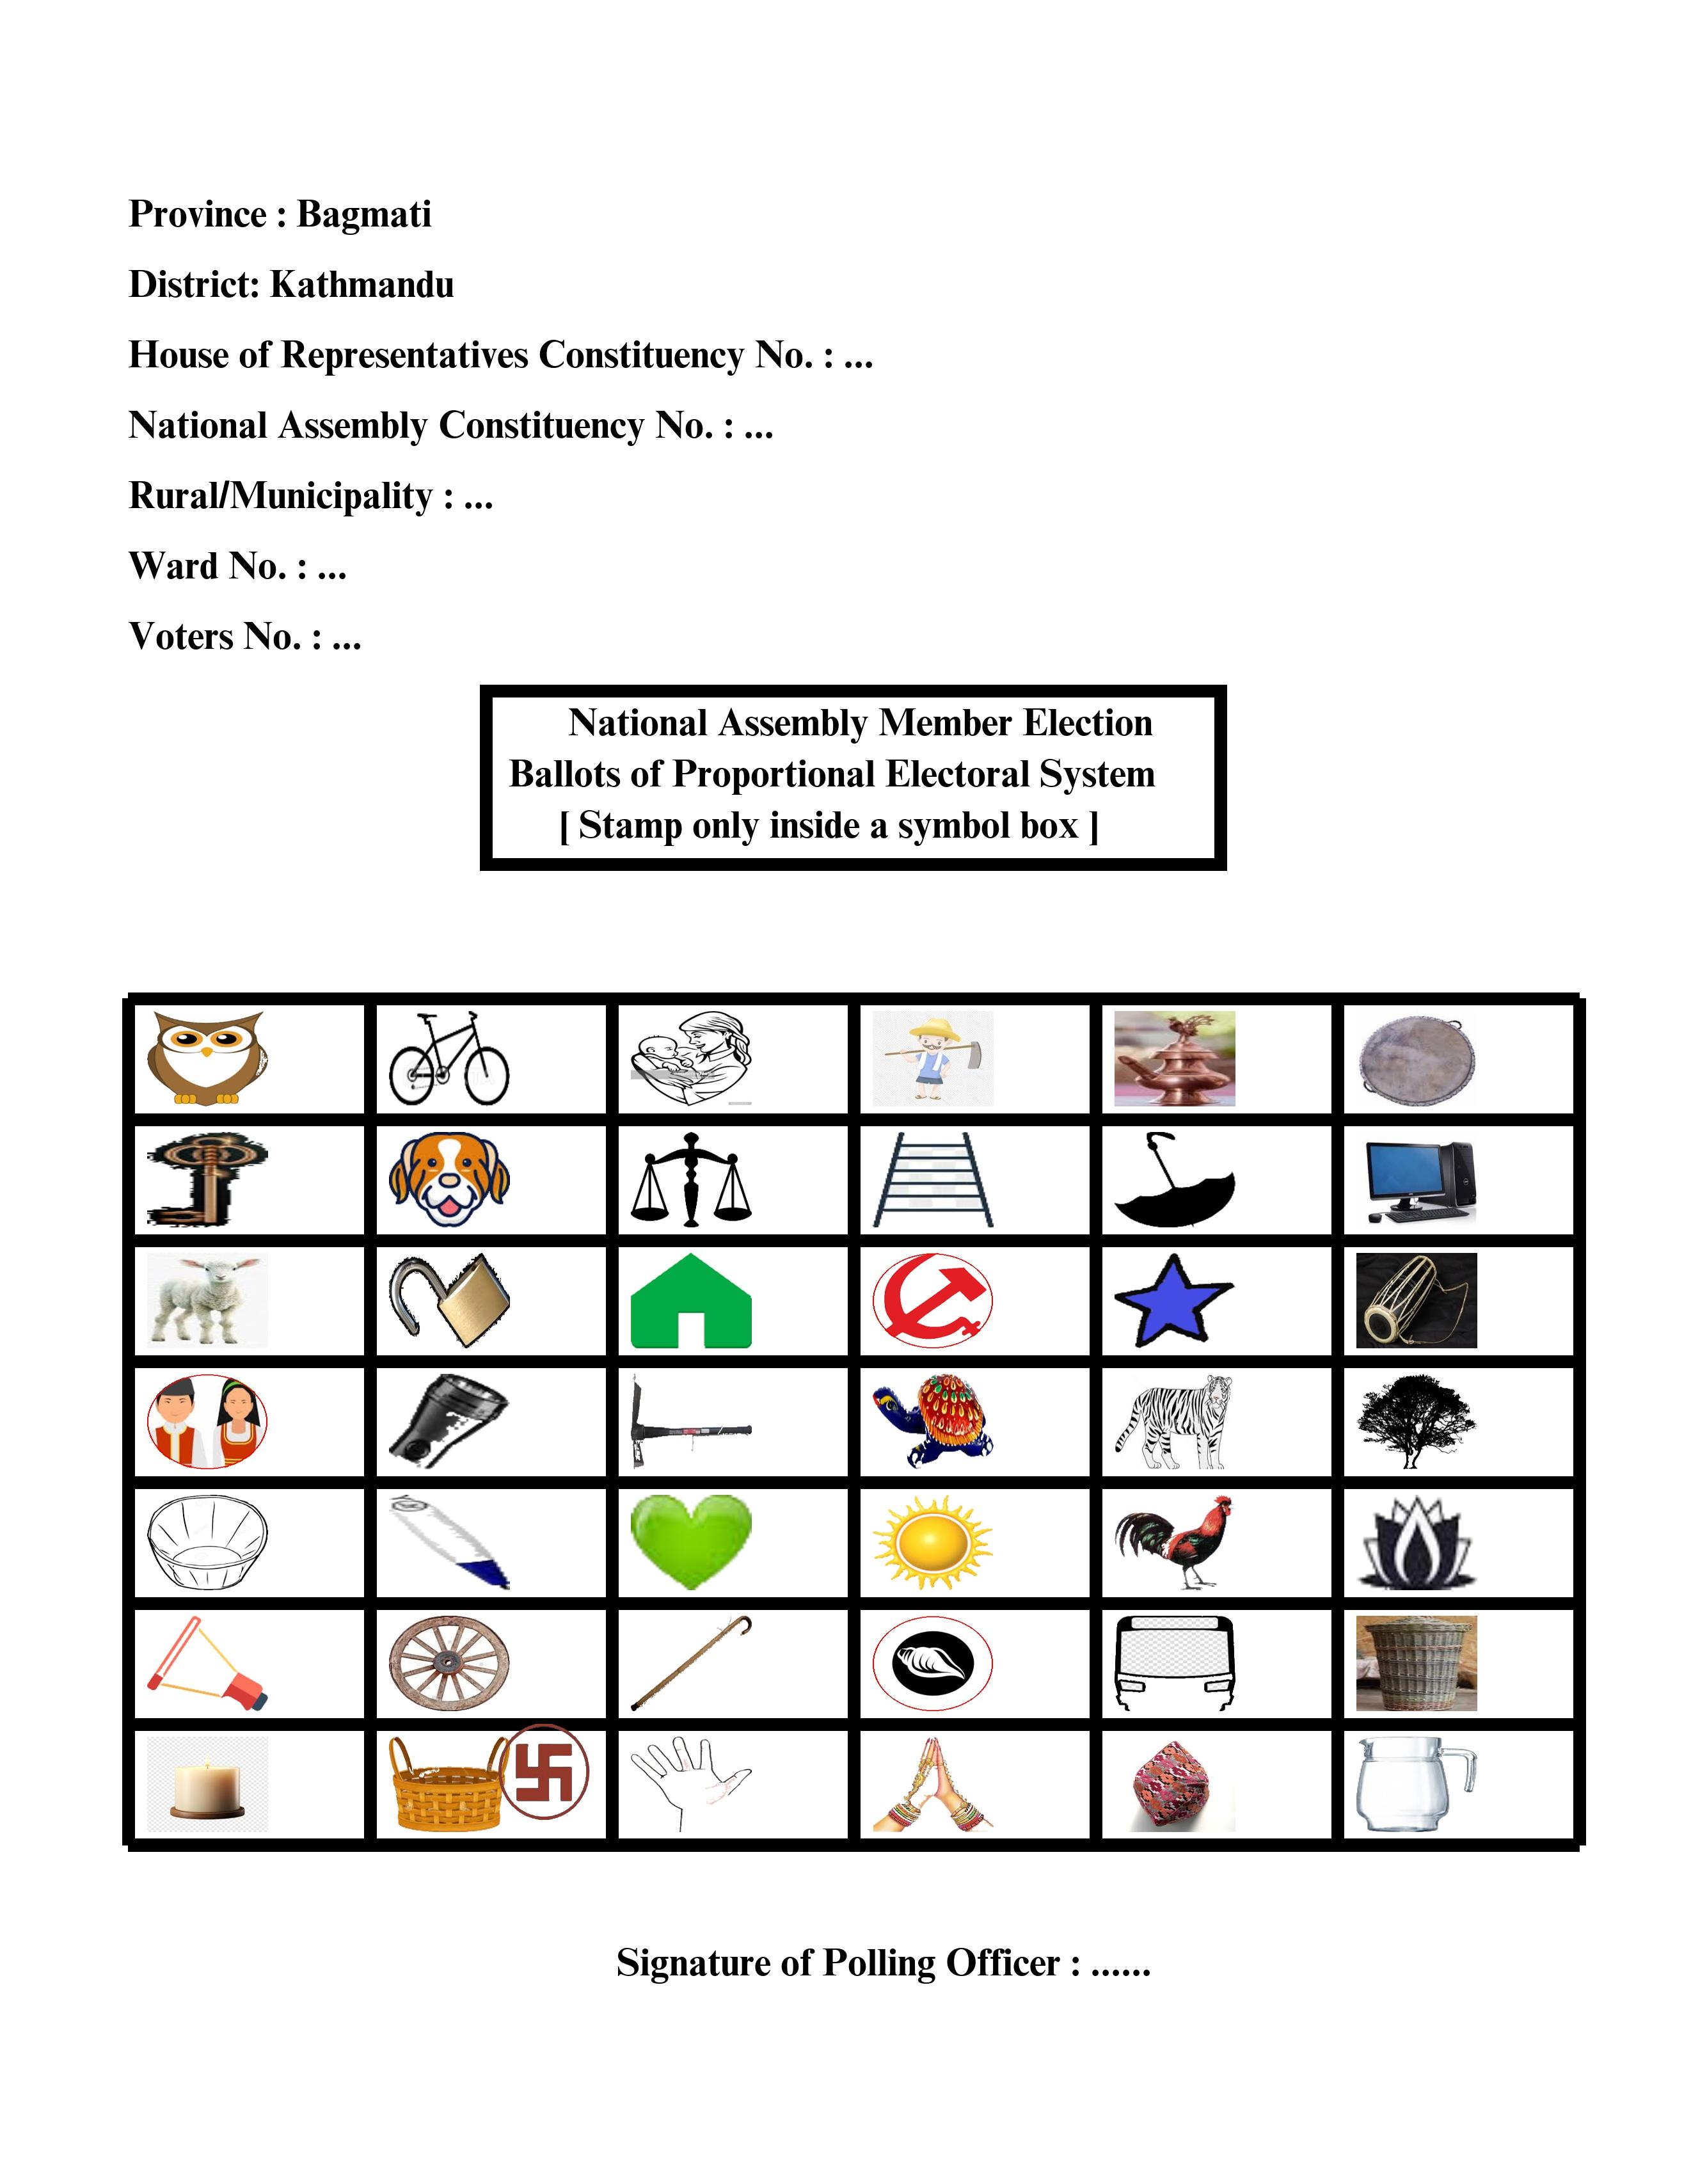 Province : Bagmati
District: Kathmandu
House of Representatives Constituency No. : ...
National Assembly Constituency No. : ...
Rural/Municipality : ...
Ward No. : ...
Voters No. : ...
National Assembly Member Election
Ballots of Proportional Electoral System
[ Stamp only inside a symbol box ]
Signature of Polling Officer : ......